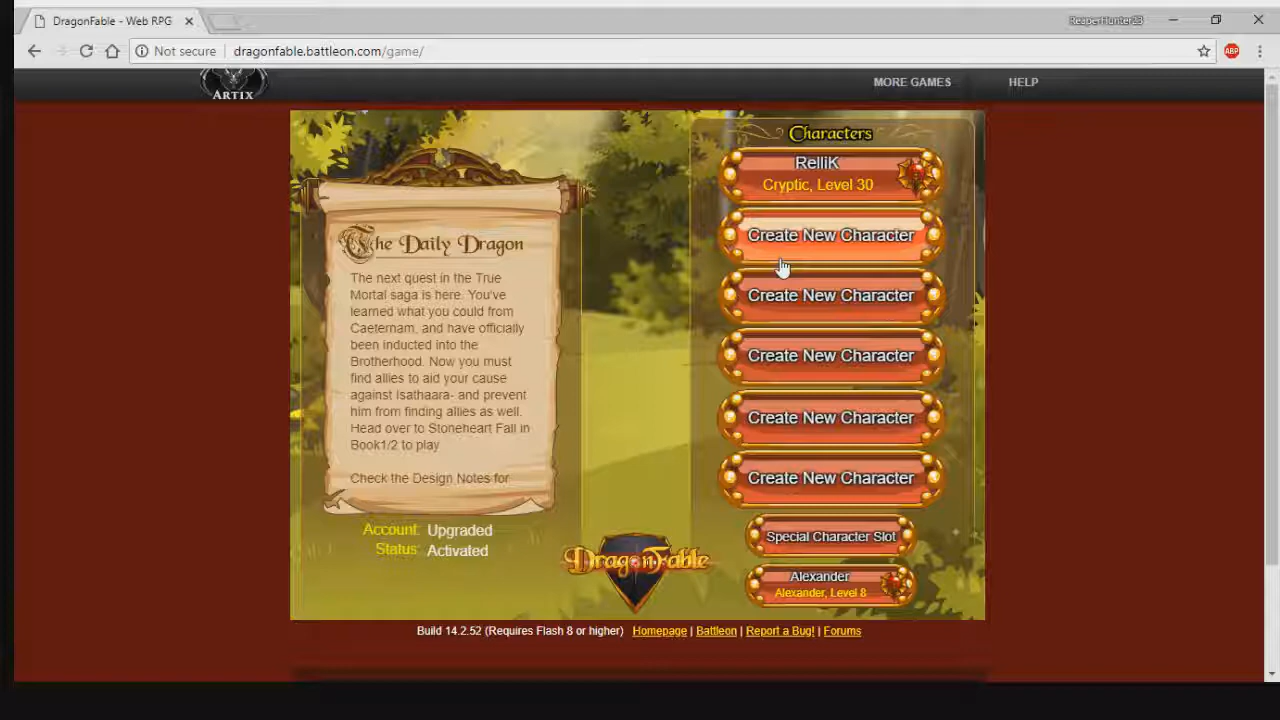 DragonFable - Web RPG
ReaperHunter23
Not secure
dragonfable.battleon.com/game/
ABP
ARTIX
MORE GAMES
HELP
The Daily Dragon
The next quest in the True
Mortal saga is here. You've
learned what you could from
Caeternam, and have officially
been inducted into the
Brotherhood. Now you must
find allies to aid your cause
against Isathaara- and prevent
him from finding allies as well.
Head over to Stoneheart Fall in
Book1/2 to play
Check the Design Notes for
Account: Upgraded
Status: Activated
DragonFable
Characters
RelliK
Cryptic, Level 30
Create New Character
Create New Character
Create New Character
Create New Character
Create New Character
Special Character Slot
Alexander
Alexander, Level 8
Build 14.2.52 (Requires Flash 8 or higher) Homepage | Battleon | Report a Bug! | Forums